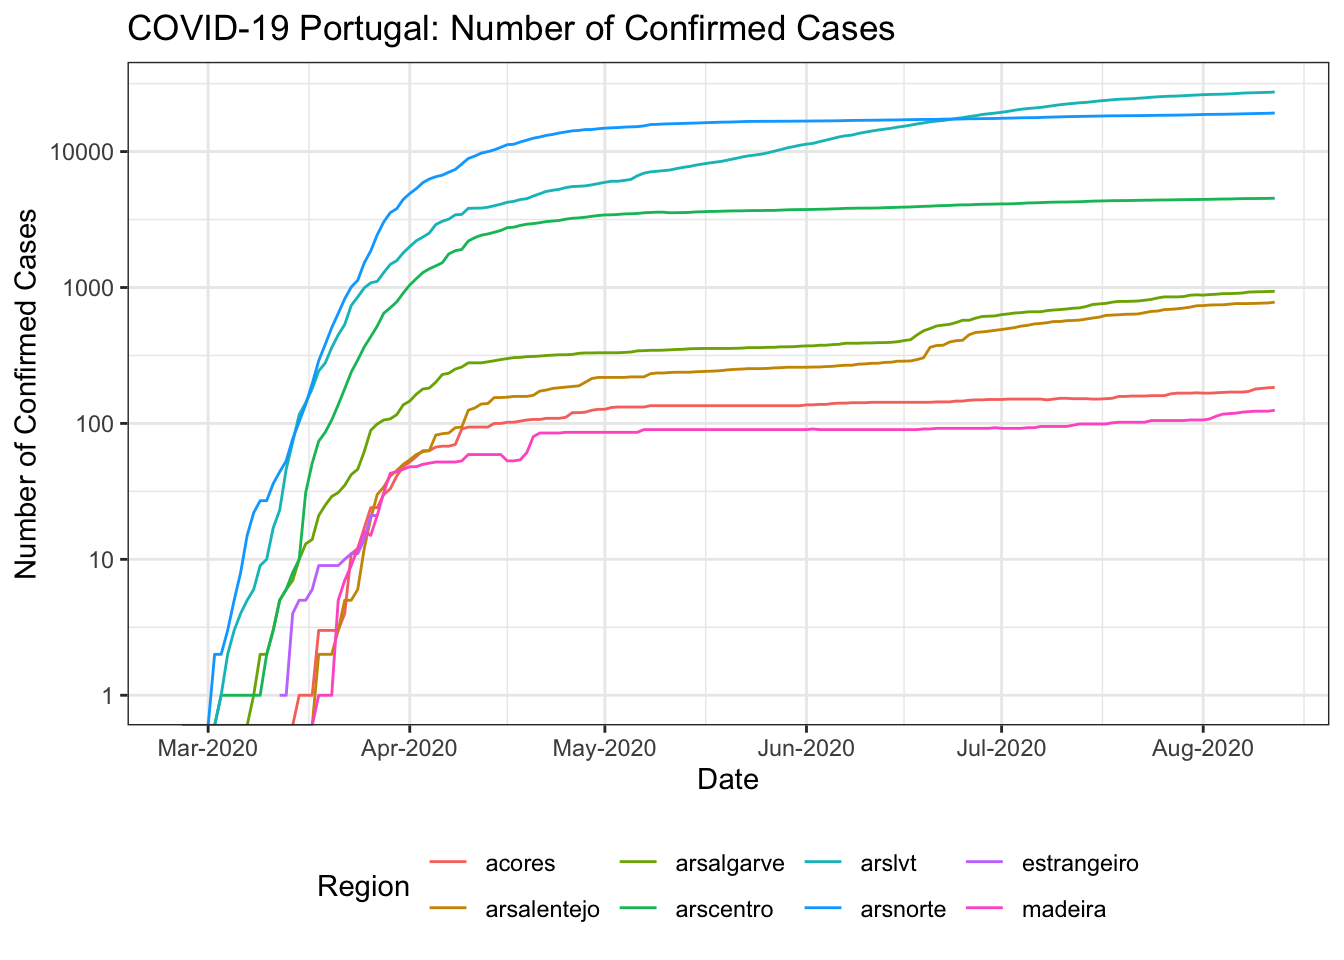 COVID-19 Portugal: Number of Confirmed Cases
Number of Confirmed Cases
10000
1000
100
10
1
Mar-2020 Apr-2020 May-2020 Jun-2020 Jul-2020 Aug-2020
Date
Region
acores arsalgarve arslvt estrangeiro
arsalentejo arscentro arsnorte madeira